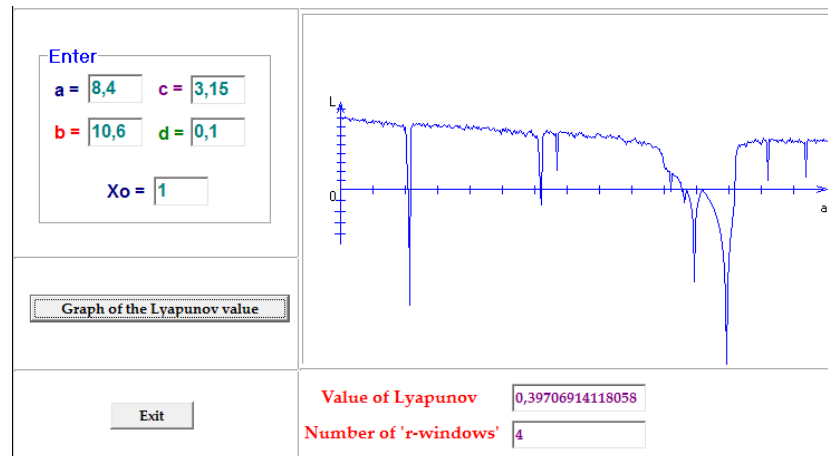 Enter
a = 8,4 c = 3,15
b = 10,6 d = 0,1
Xo = 1
Graph of the Lyapunov value
Exit
L
0
a
Value of Lyapunov 0,39706914118058
Number of 'r-windows' 4